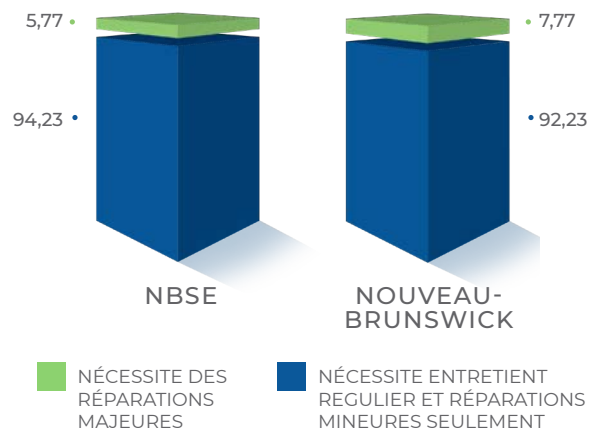 5,77
94,23
7,77
92,23
NBSE
NOUVEAU-
BRUNSWICK
NÉCESSITE DES
RÉPARATIONS
MAJEURES
NÉCESSITE ENTRETIENT
REGULIER ET RÉPARATIONS
MINEURES SEULEMENT